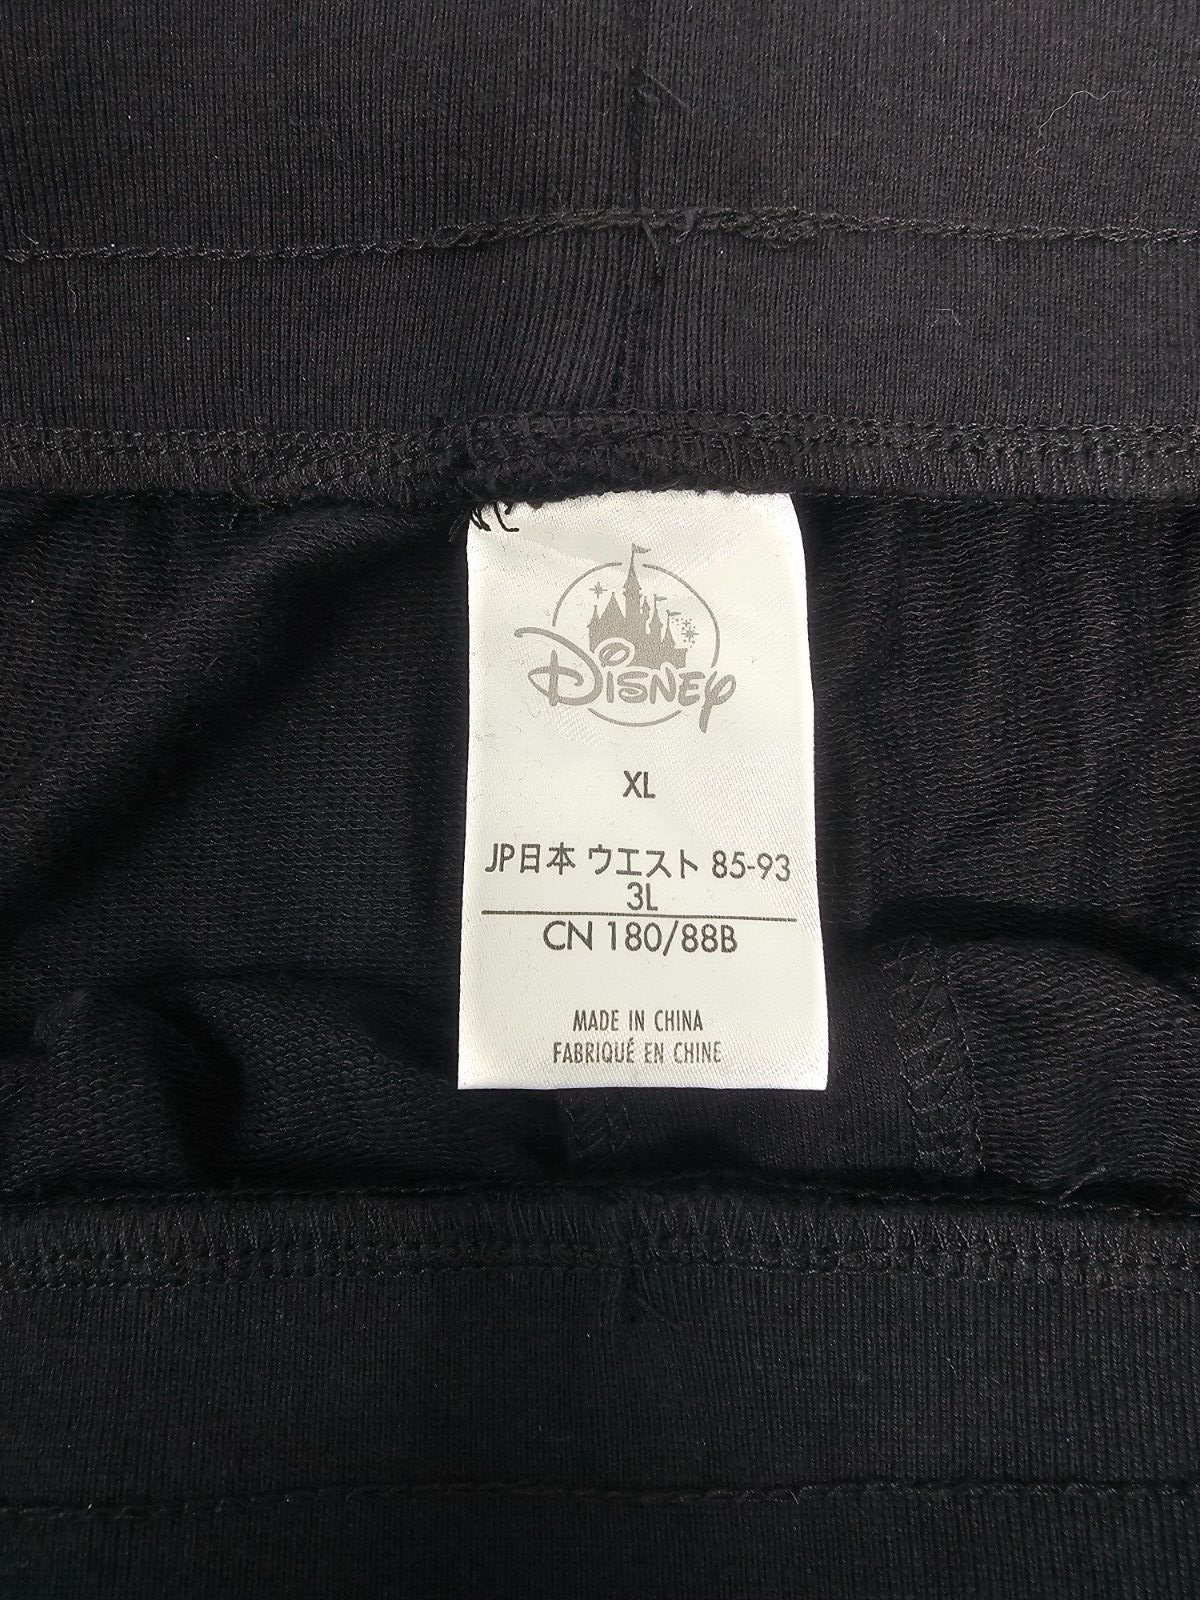 Disney
XL
JP日本 ウエスト 85-93
3L
CN 180/88B
MADE IN CHINA
FABRIQUÉ EN CHINE